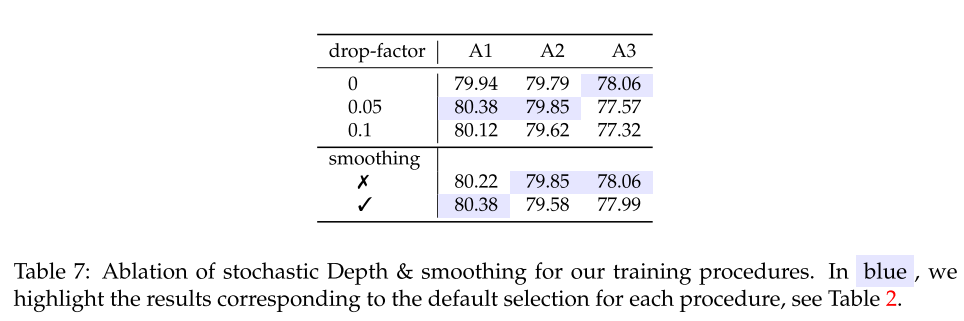 drop-factor A1 A2 A3
0 79.94 79.79 78.06
0.05 80.38 79.85 77.57
0.1 80.12 79.62 77.32
smoothing
✗ 80.22 79.85 78.06
✓ 80.38 79.58 77.99
Table 7: Ablation of stochastic Depth & smoothing for our training procedures. In blue , we
highlight the results corresponding to the default selection for each procedure, see Table 2.